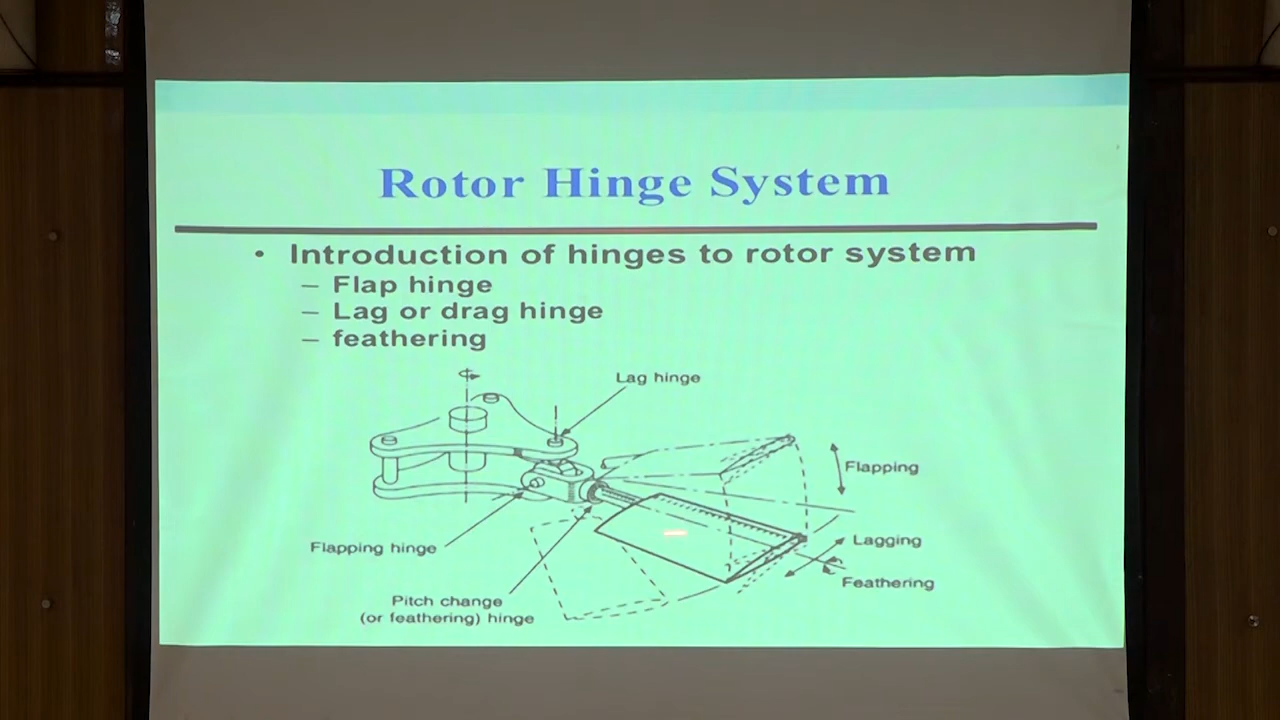 Rotor Hinge System
• Introduction of hinges to rotor system
– Flap hinge
– Lag or drag hinge
– feathering
Lag hinge
Flapping
Lagging
Flapping hinge
Feathering
Pitch change
(or feathering) hinge